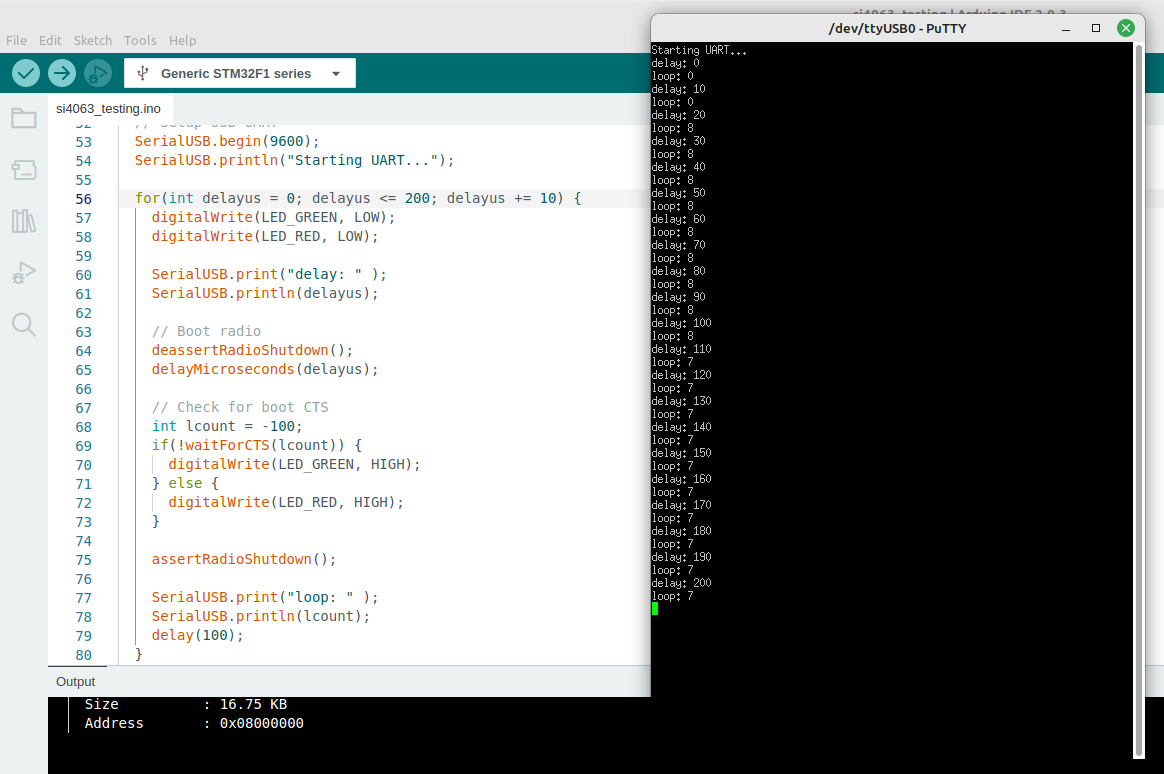 si4063_testing | Arduino IDE 2.0.3
File Edit Sketch Tools Help
Generic STM32F1 series
si4063_testing.ino
52 // Setup USB UART
53 SerialUSB.begin(9600);
54 SerialUSB.println("Starting UART...");
55
56 for(int delayus = 0; delayus <= 200; delayus += 10) {
57 digitalWrite(LED_GREEN, LOW);
58 digitalWrite(LED_RED, LOW);
59
60 SerialUSB.print("delay: " );
61 SerialUSB.println(delayus);
62
63 // Boot radio
64 deassertRadioShutdown();
65 delayMicroseconds(delayus);
66
67 // Check for boot CTS
68 int lcount = -100;
69 if(!waitForCTS(lcount)) {
70 digitalWrite(LED_GREEN, HIGH);
71 } else {
72 digitalWrite(LED_RED, HIGH);
73 }
74
75 assertRadioShutdown();
76
77 SerialUSB.print("loop: " );
78 SerialUSB.println(lcount);
79 delay(100);
80 }
Output
Size : 16.75 KB
Address : 0x08000000
/dev/ttyUSB0 - PuTTY
Starting UART...
delay: 0
loop: 0
delay: 10
loop: 0
delay: 20
loop: 8
delay: 30
loop: 8
delay: 40
loop: 8
delay: 50
loop: 8
delay: 60
loop: 8
delay: 70
loop: 8
delay: 80
loop: 8
delay: 90
loop: 8
delay: 100
loop: 8
delay: 110
loop: 7
delay: 120
loop: 7
delay: 130
loop: 7
delay: 140
loop: 7
delay: 150
loop: 7
delay: 160
loop: 7
delay: 170
loop: 7
delay: 180
loop: 7
delay: 190
loop: 7
delay: 200
loop: 7